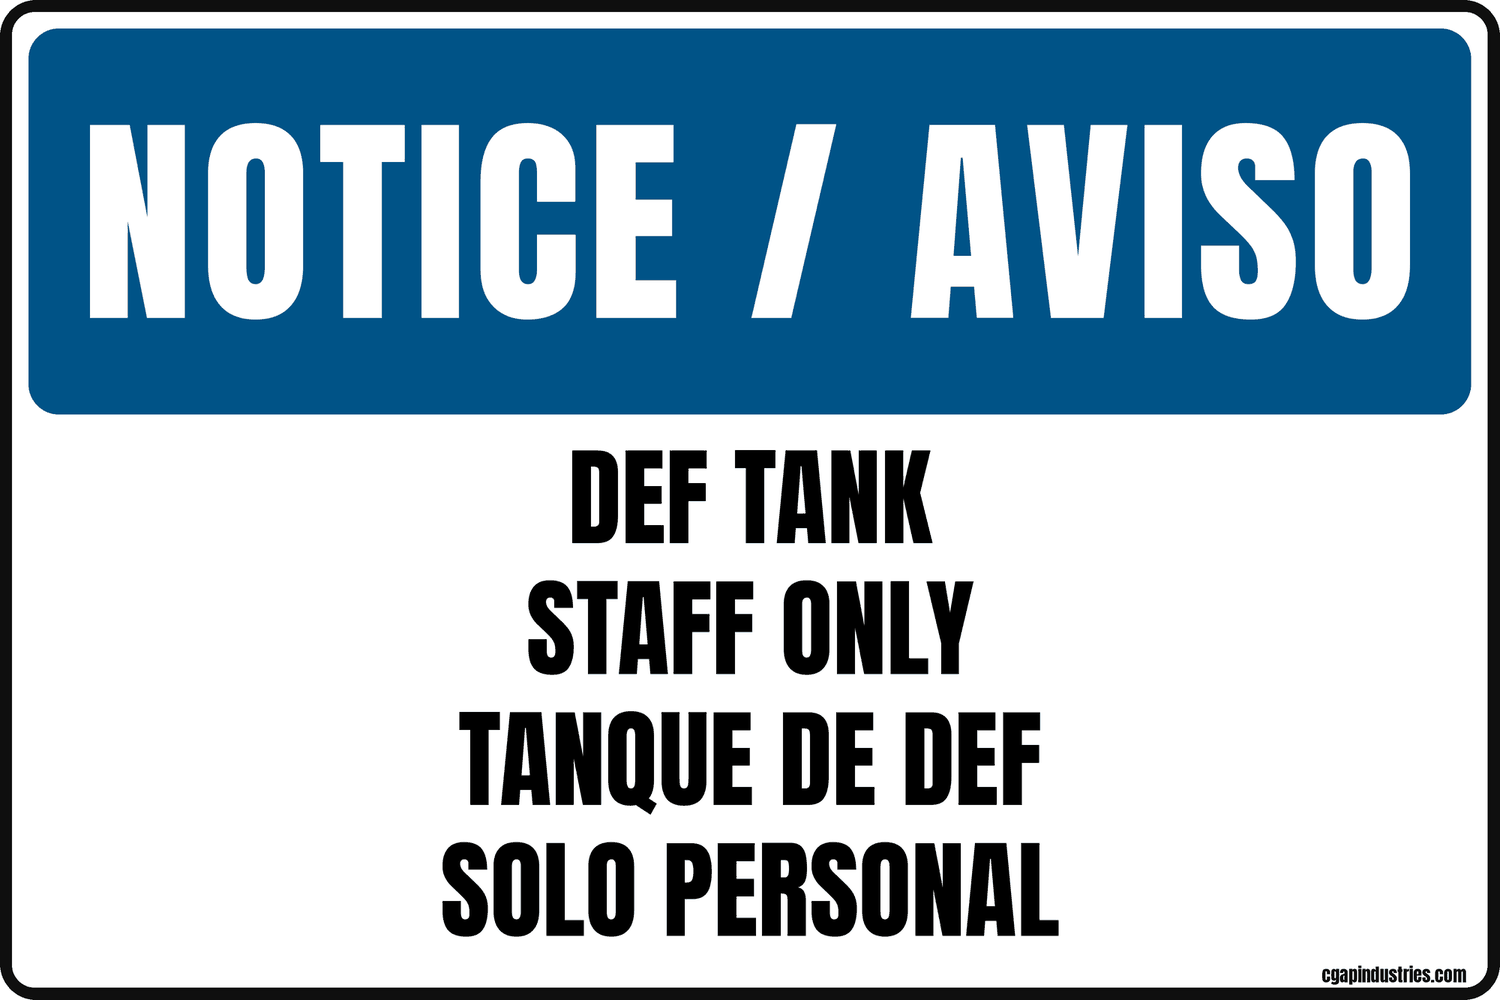 NOTICE / AVISO
DEF TANK
STAFF ONLY
TANQUE DE DEF
SOLO PERSONAL
cgapindustries.com